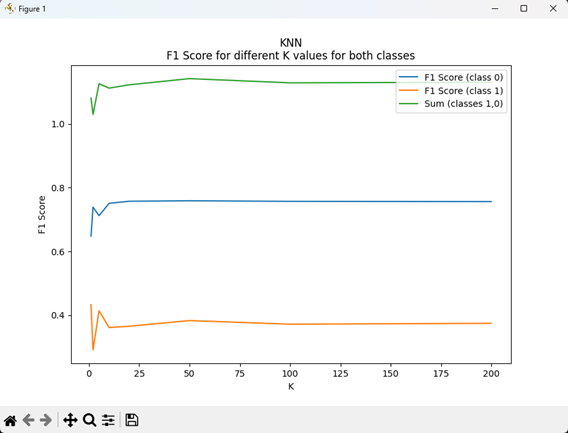 Figure 1
KNN
F1 Score for different K values for both classes
F1 Score (class 0)
F1 Score (class 1)
Sum (classes 1,0)
1.0
0.8
0.6
0.4
F1 Score
0 25 50 75 100 125 150 175 200
K